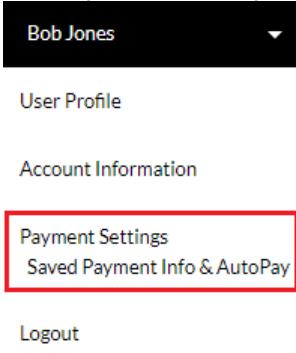 Bob Jones
User Profile
Account Information
Payment Settings
Saved Payment Info & AutoPay
Logout